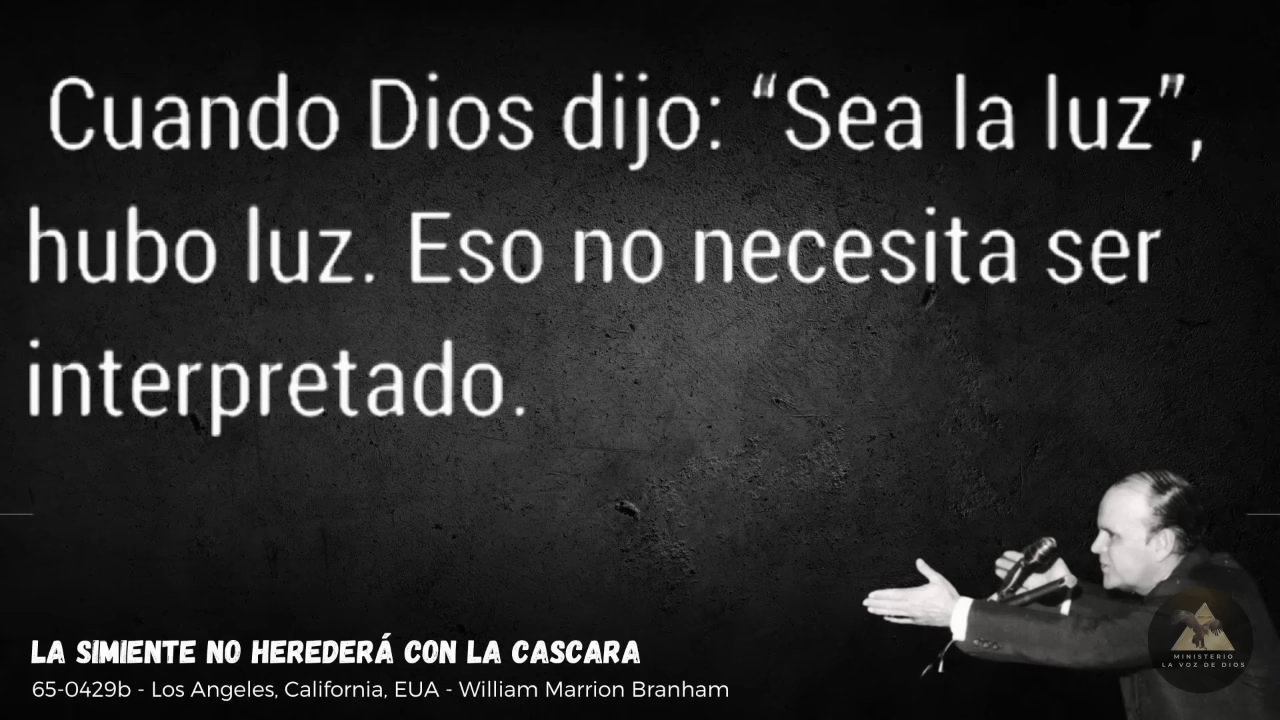 Cuando Dios dijo: “Sea la luz”,
hubo luz. Eso no necesita ser
interpretado.
LA SIMIENTE NO HEREDERÁ CON LA CASCARA
65-0429b - Los Angeles, California, EUA - William Marrion Branham
MINISTERIO
LA VOZ DE DIOS